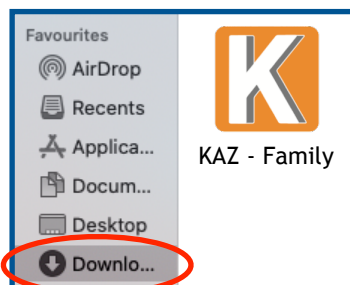 Favourites
AirDrop
Recents
Applica...
Docum...
Desktop
Downlo...
K
KAZ - Family